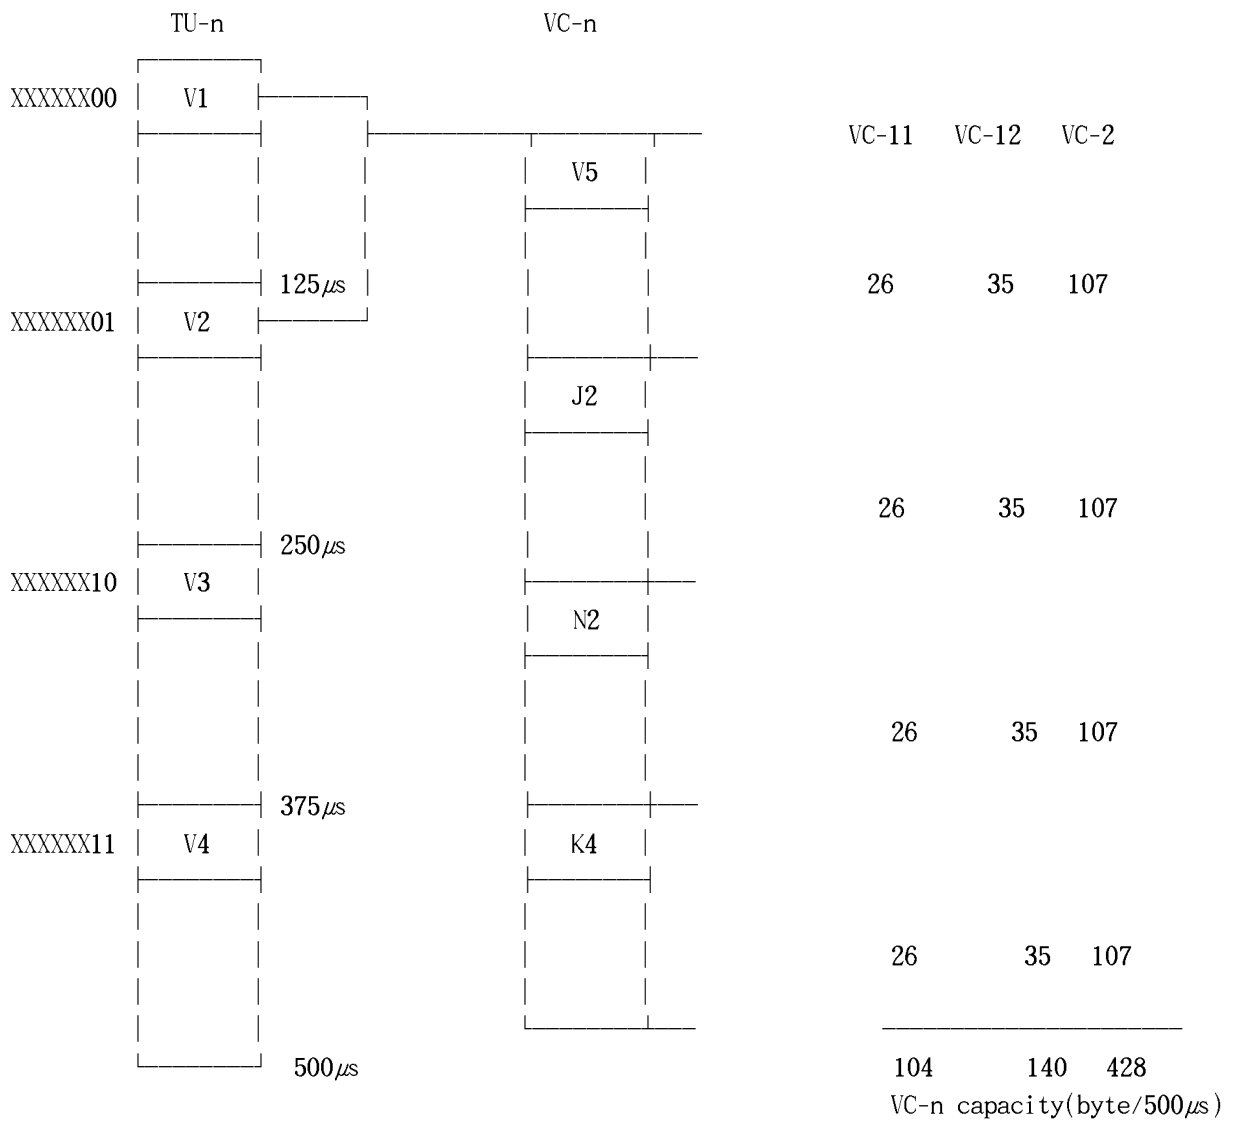 TU-n VC-n
XXXXXX00 V1
VC-11 VC-12 VC-2
V5
125μs 26 35 107
XXXXXX01 V2
J2
26 35 107
250μs
XXXXXX10 V3
N2
26 35 107
375μs
XXXXXX11 V4 K4
26 35 107
500μs 104 140 428
VC-n capacity(byte/500μs)